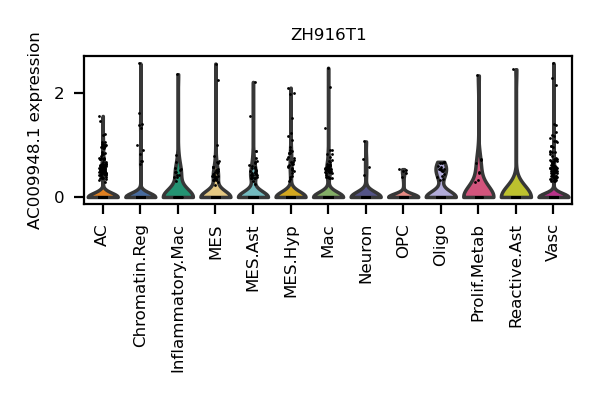 ZH916T1
AC009948.1 expression
2
0
AC
Chromatin.Reg
Inflammatory.Mac
MES
MES.Ast
MES.Hyp
Mac
Neuron
OPC
Oligo
Prolif.Metab
Reactive.Ast
Vasc